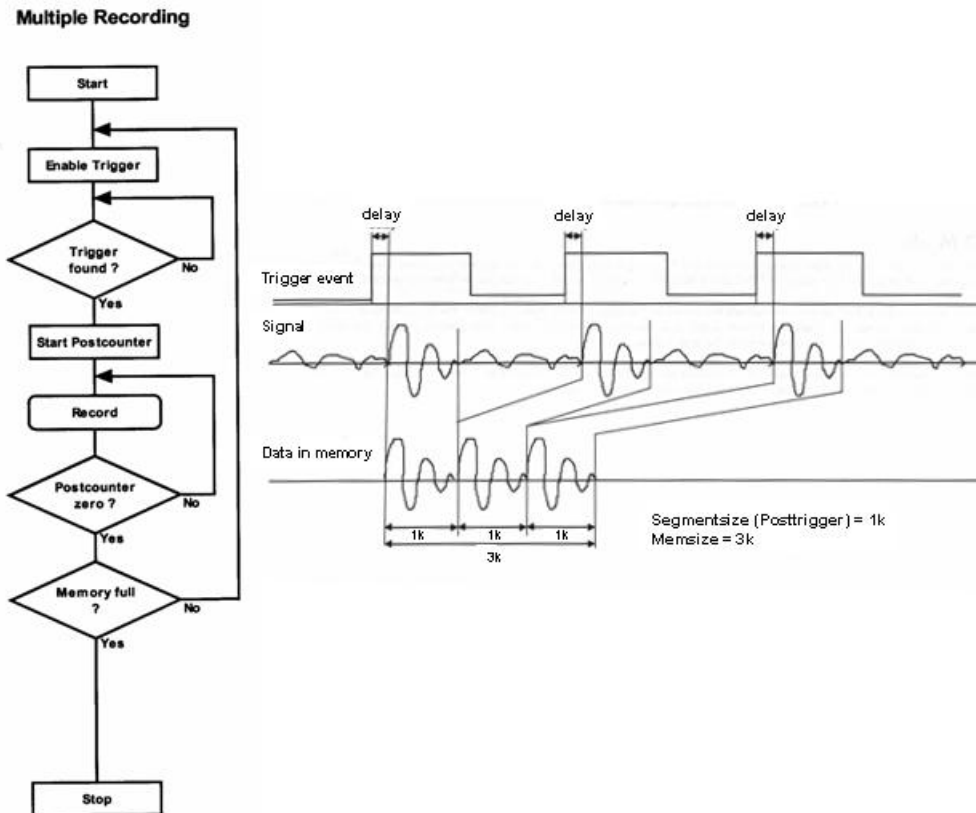 Multiple Recording
Start
Enable Trigger
Trigger
found ?
No
Yes
Start Postcounter
Record
Postcounter
zero ?
No
Yes
Memory full
?
No
Yes
Stop
delay
delay
delay
Trigger event
Signal
Data in memory
1k
1k
1k
3k
Segmentsize (Posttrigger) = 1k
Memsize = 3k